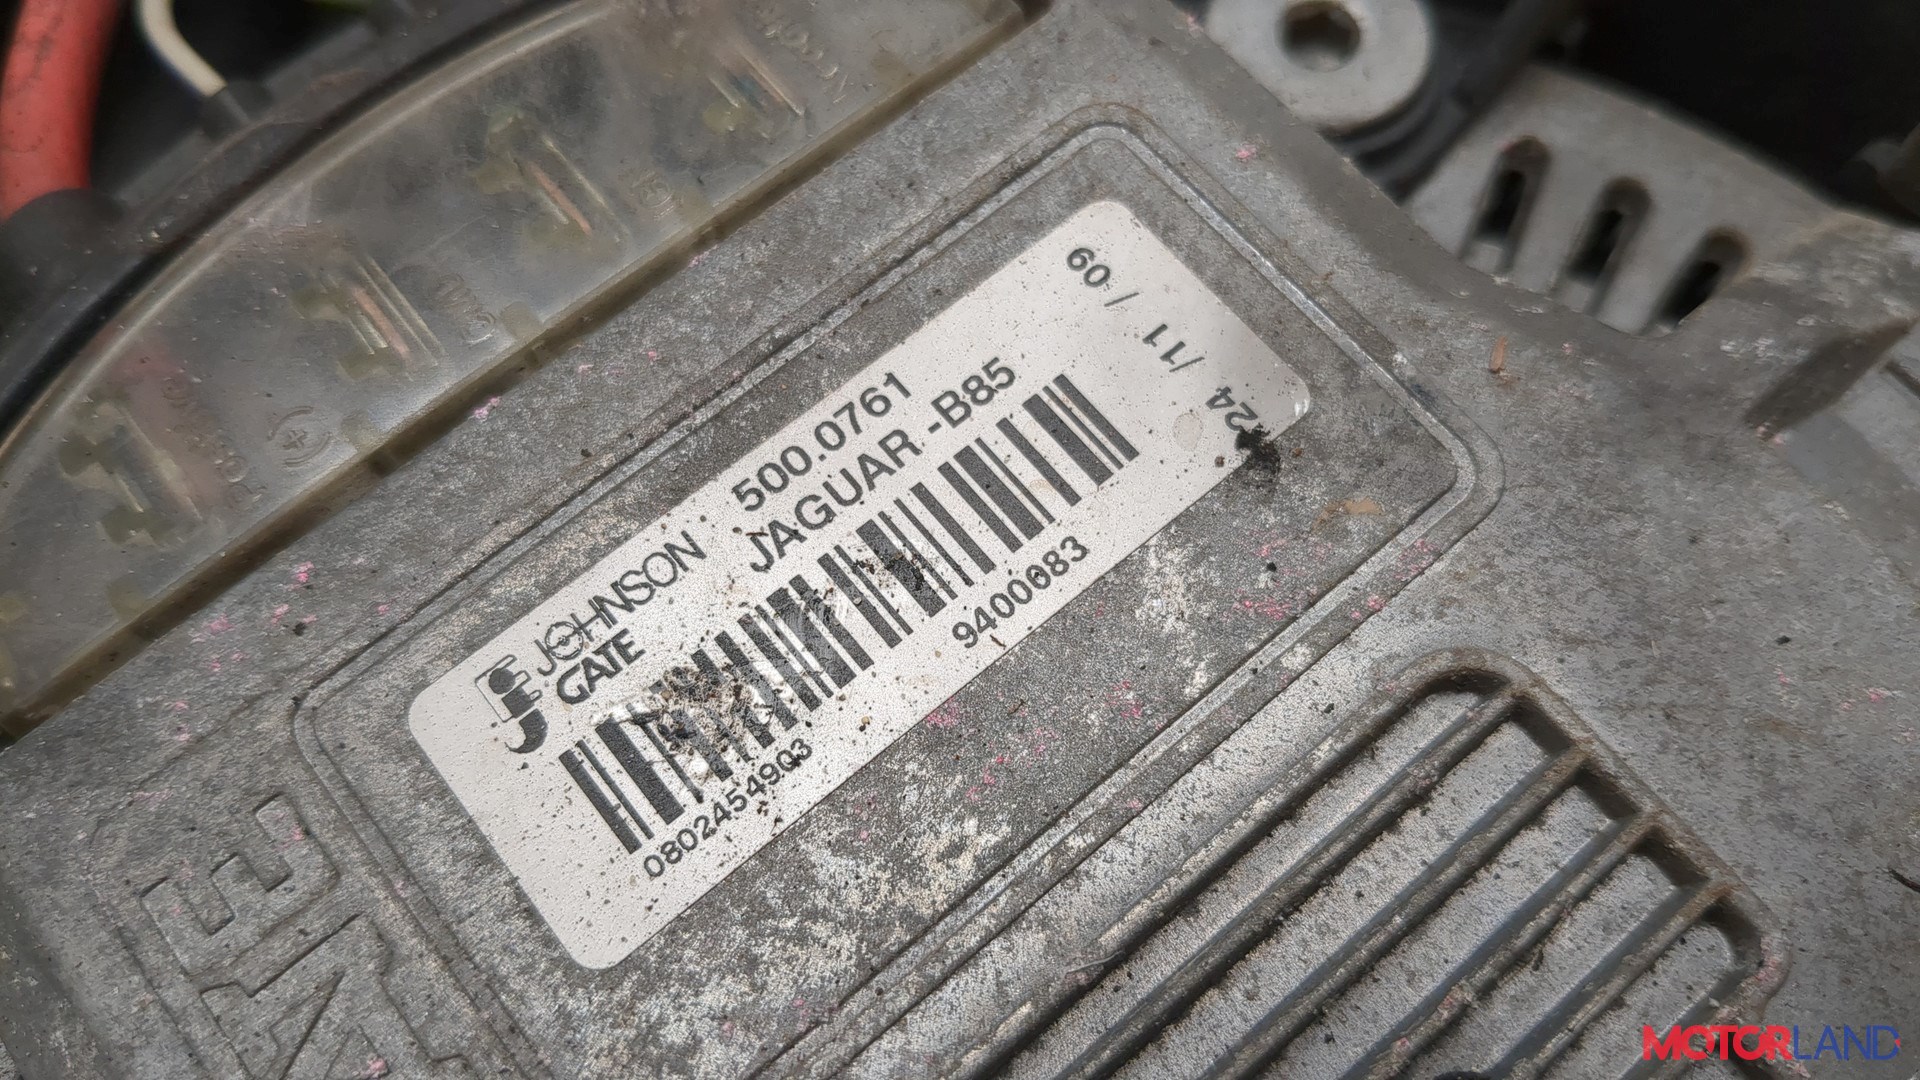 JOHNSON 500.0761
GATE JAGUAR -B85
9400083
0802454903
09 / 11 / 24
MOTORLAND